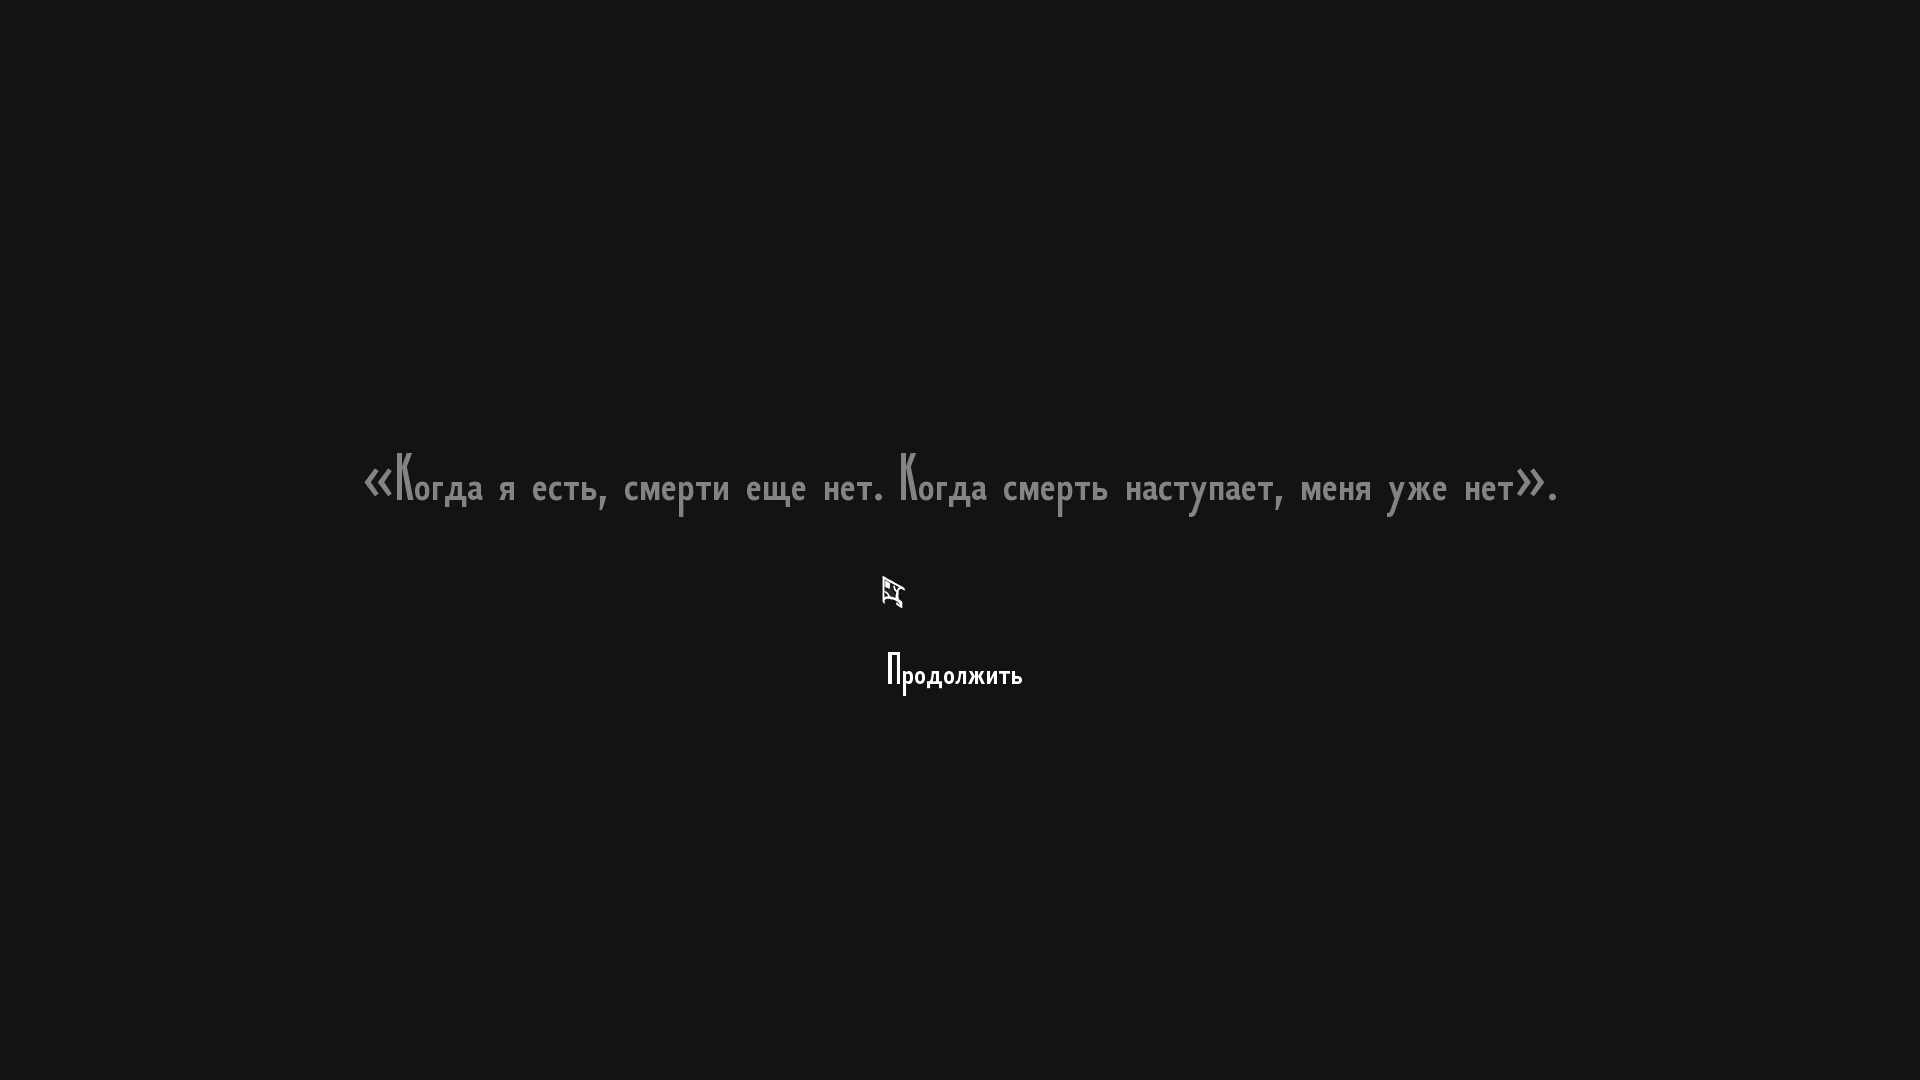 «Когда я есть, смерти еще нет. Когда смерть наступает, меня уже нет».
Продолжить